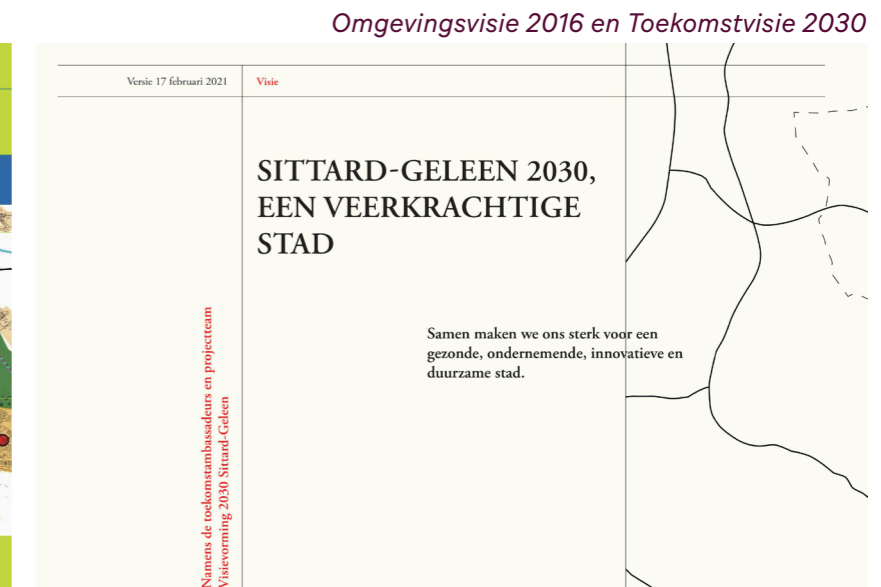 Omgevingsvisie 2016 en Toekomstvisie 2030
Versie 17 februari 2021
Visie
SITTARD-GELEEN 2030,
EEN VEERKRACHTIGE
STAD
Samen maken we ons sterk voor een
gezonde, ondernemende, innovatieve en
duurzame stad.
Namens de toekomstambassadeurs en projectteam
Visievorming 2030 Sittard-Geleen